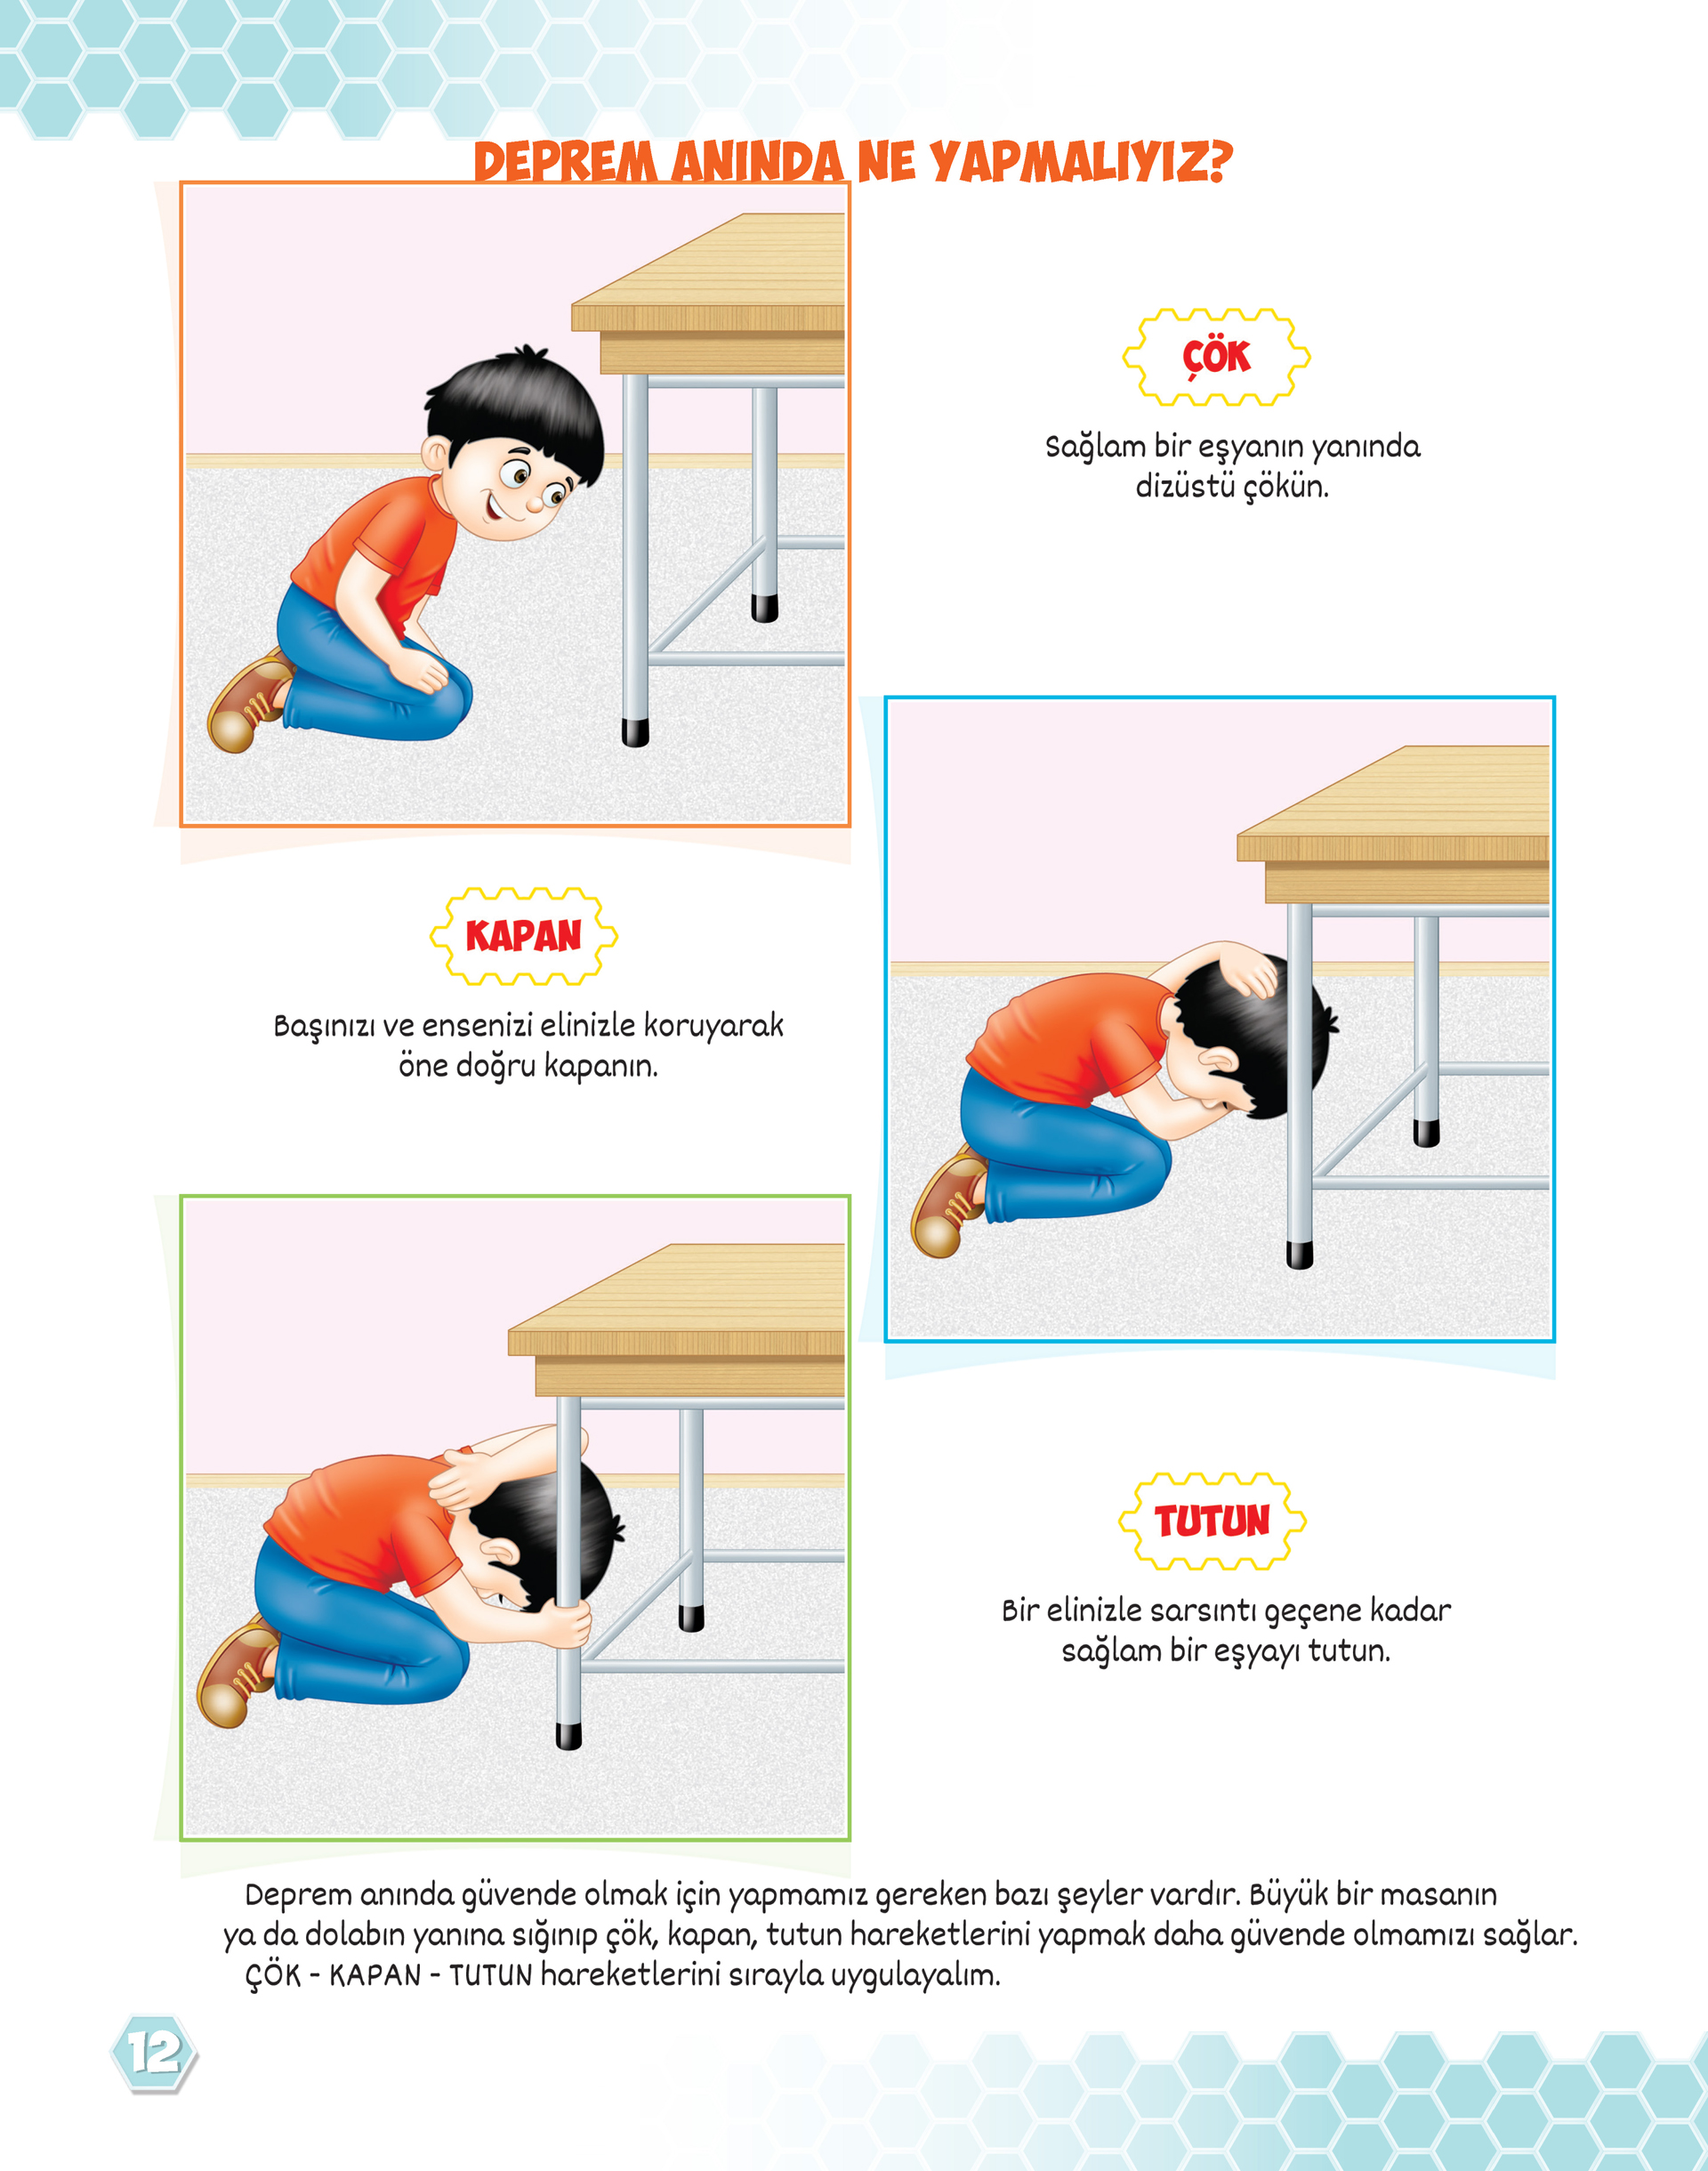 DEPREM ANINDA NE YAPMALIYIZ?
ÇÖK
Sağlam bir eşyanın yanında
dizüstü çökün.
KAPAN
Başınızı ve ensenizi elinizle koruyarak
öne doğru kapanın.
TUTUN
Bir elinizle sarsıntı geçene kadar
sağlam bir eşyayı tutun.
Deprem anında güvende olmak için yapmamız gereken bazı şeyler vardır. Büyük bir masanın
ya da dolabın yanına sığınıp çök, kapan, tutun hareketlerini yapmak daha güvende olmamızı sağlar.
ÇÖK - KAPAN - TUTUN hareketlerini sırayla uygulayalım.
12